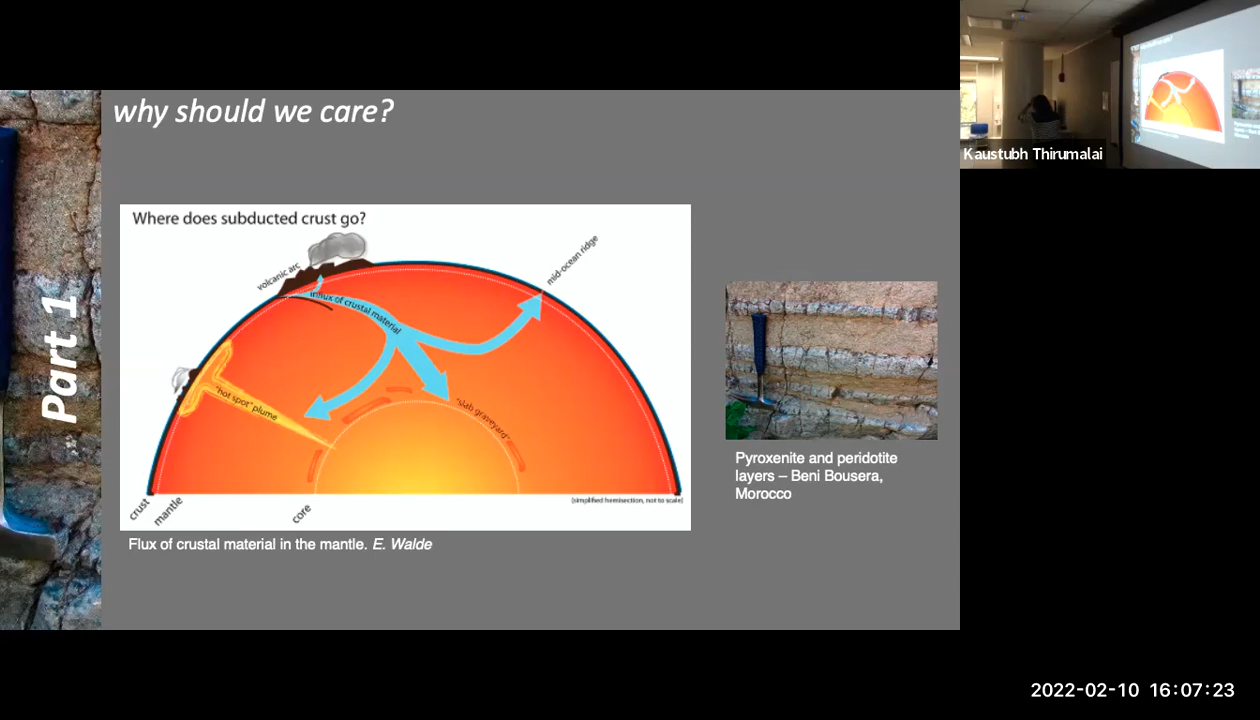 why should we care?
Part 1
Where does subducted crust go?
volcanic arc
mid-ocean ridge
influx of crustal material
"hot spot" plume
"slab graveyard"
crust
mantle
core
(simplified hemisection, not to scale)
Flux of crustal material in the mantle. E. Walde
Pyroxenite and peridotite
layers – Beni Bousera,
Morocco
Kaustubh Thirumalai
2022-02-10 16:07:23